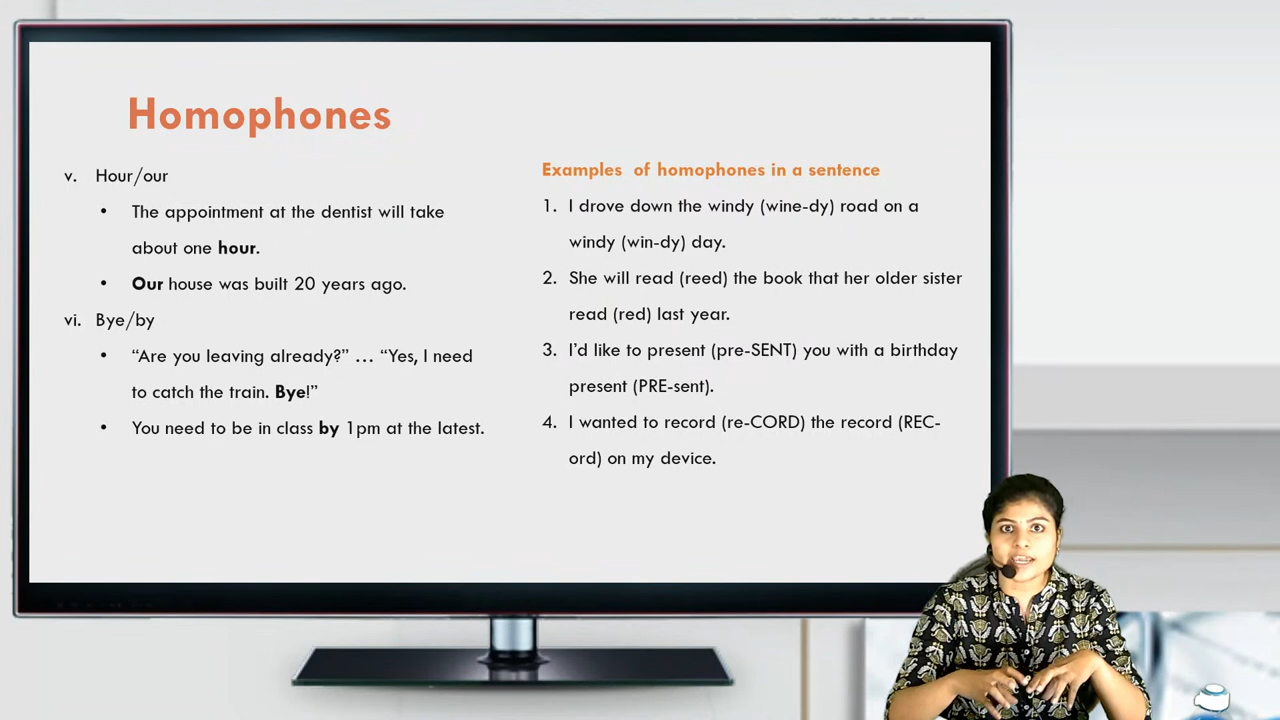 Homophones
v. Hour/our
• The appointment at the dentist will take
about one hour.
• Our house was built 20 years ago.
vi. Bye/by
• “Are you leaving already?” … “Yes, I need
to catch the train. Bye!”
• You need to be in class by 1pm at the latest.
Examples of homophones in a sentence
1. I drove down the windy (wine-dy) road on a
windy (win-dy) day.
2. She will read (reed) the book that her older sister
read (red) last year.
3. I’d like to present (pre-SENT) you with a birthday
present (PRE-sent).
4. I wanted to record (re-CORD) the record (REC-
ord) on my device.